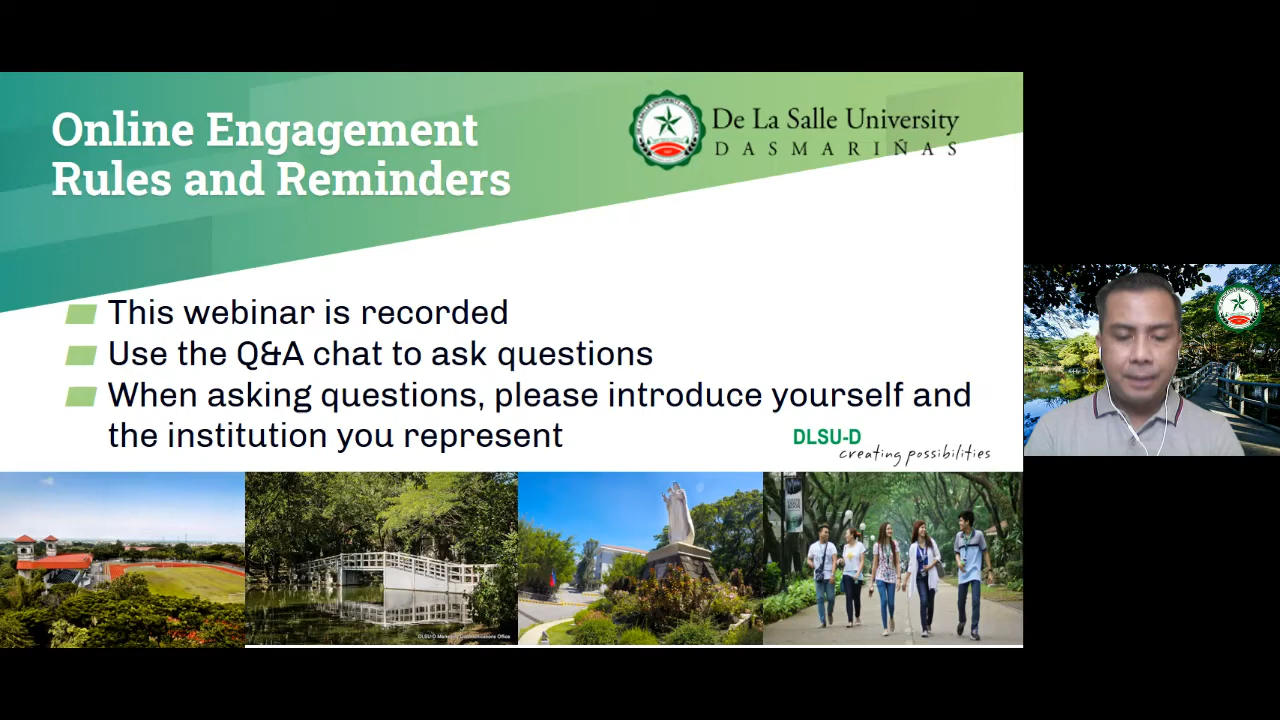 Online Engagement
Rules and Reminders
De La Salle University
DASMARIÑAS
This webinar is recorded
Use the Q&A chat to ask questions
When asking questions, please introduce yourself and
the institution you represent
DLSU-D
creating possibilities